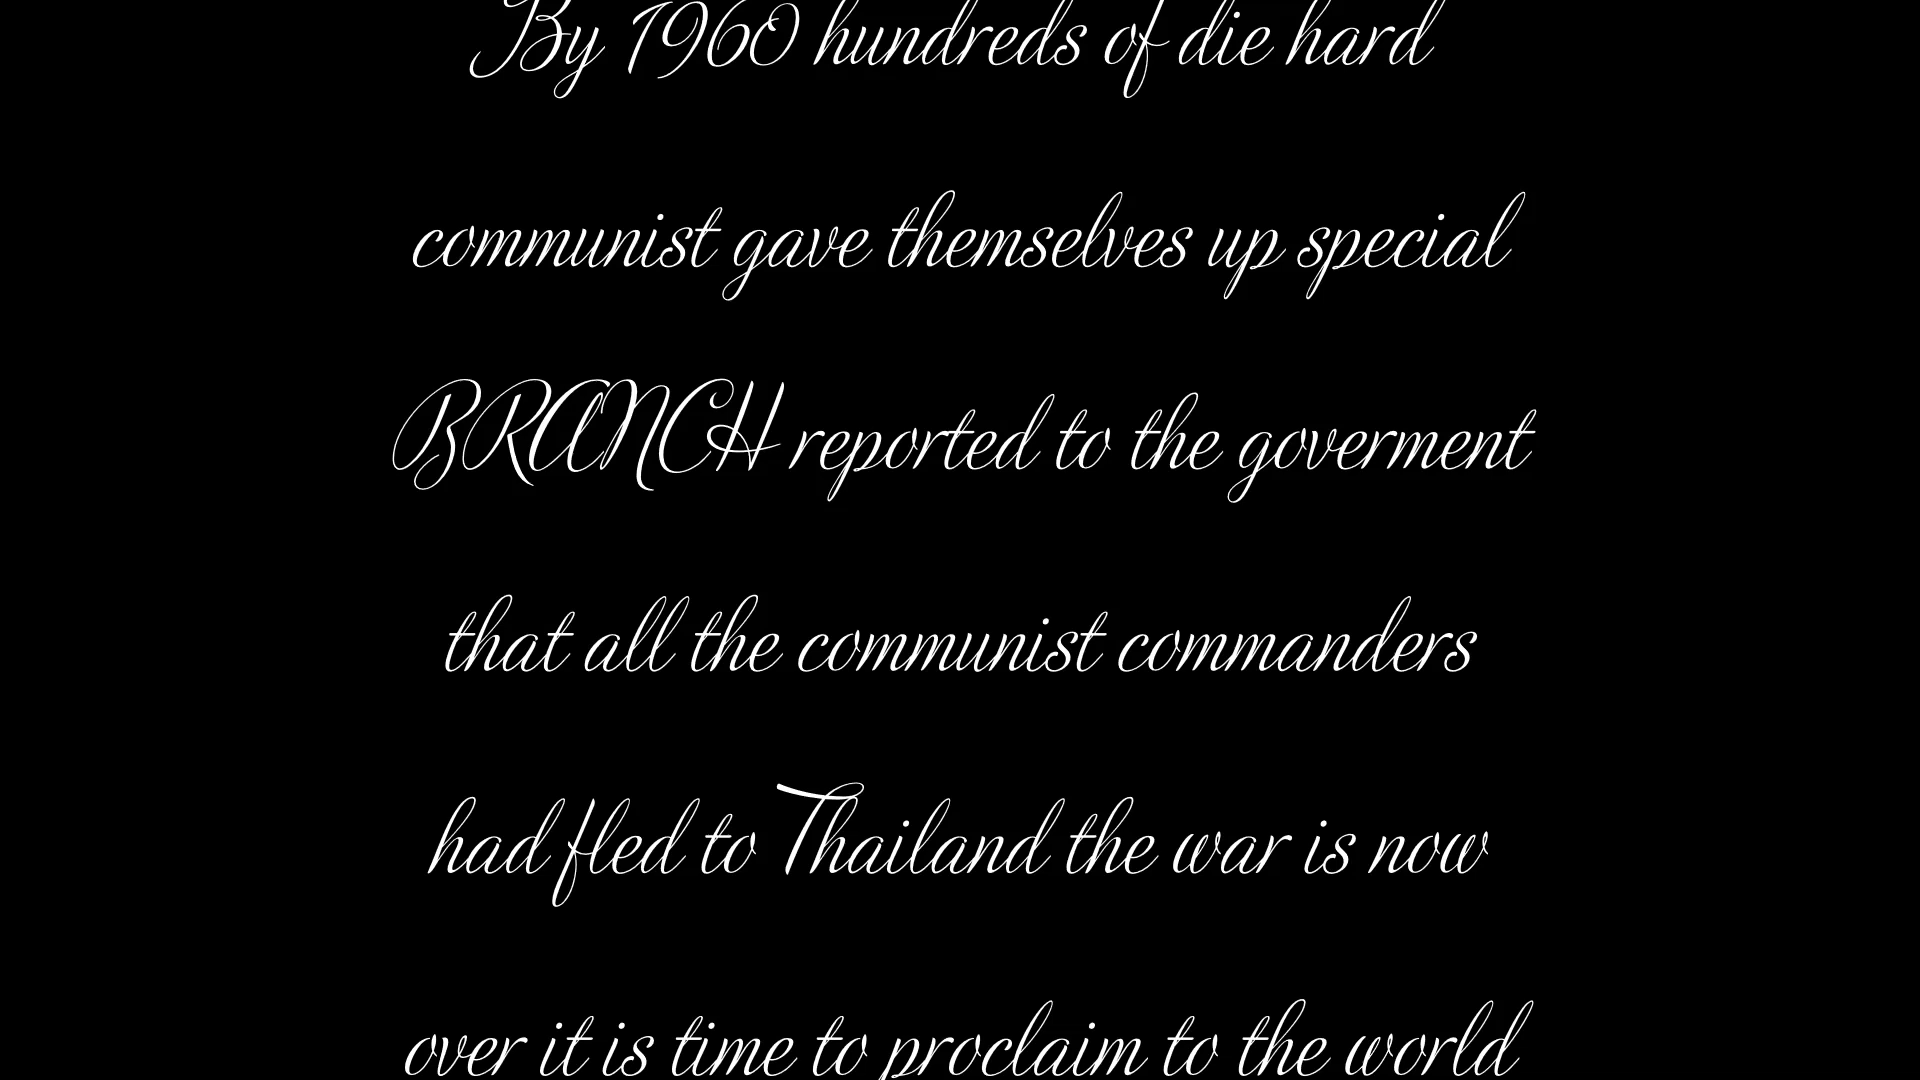 By 1960 hundreds of die hard
communist gave themselves up special
BRANCH reported to the goverment
that all the communist commanders
had fled to Thailand the war is now
over it is time to proclaim to the world